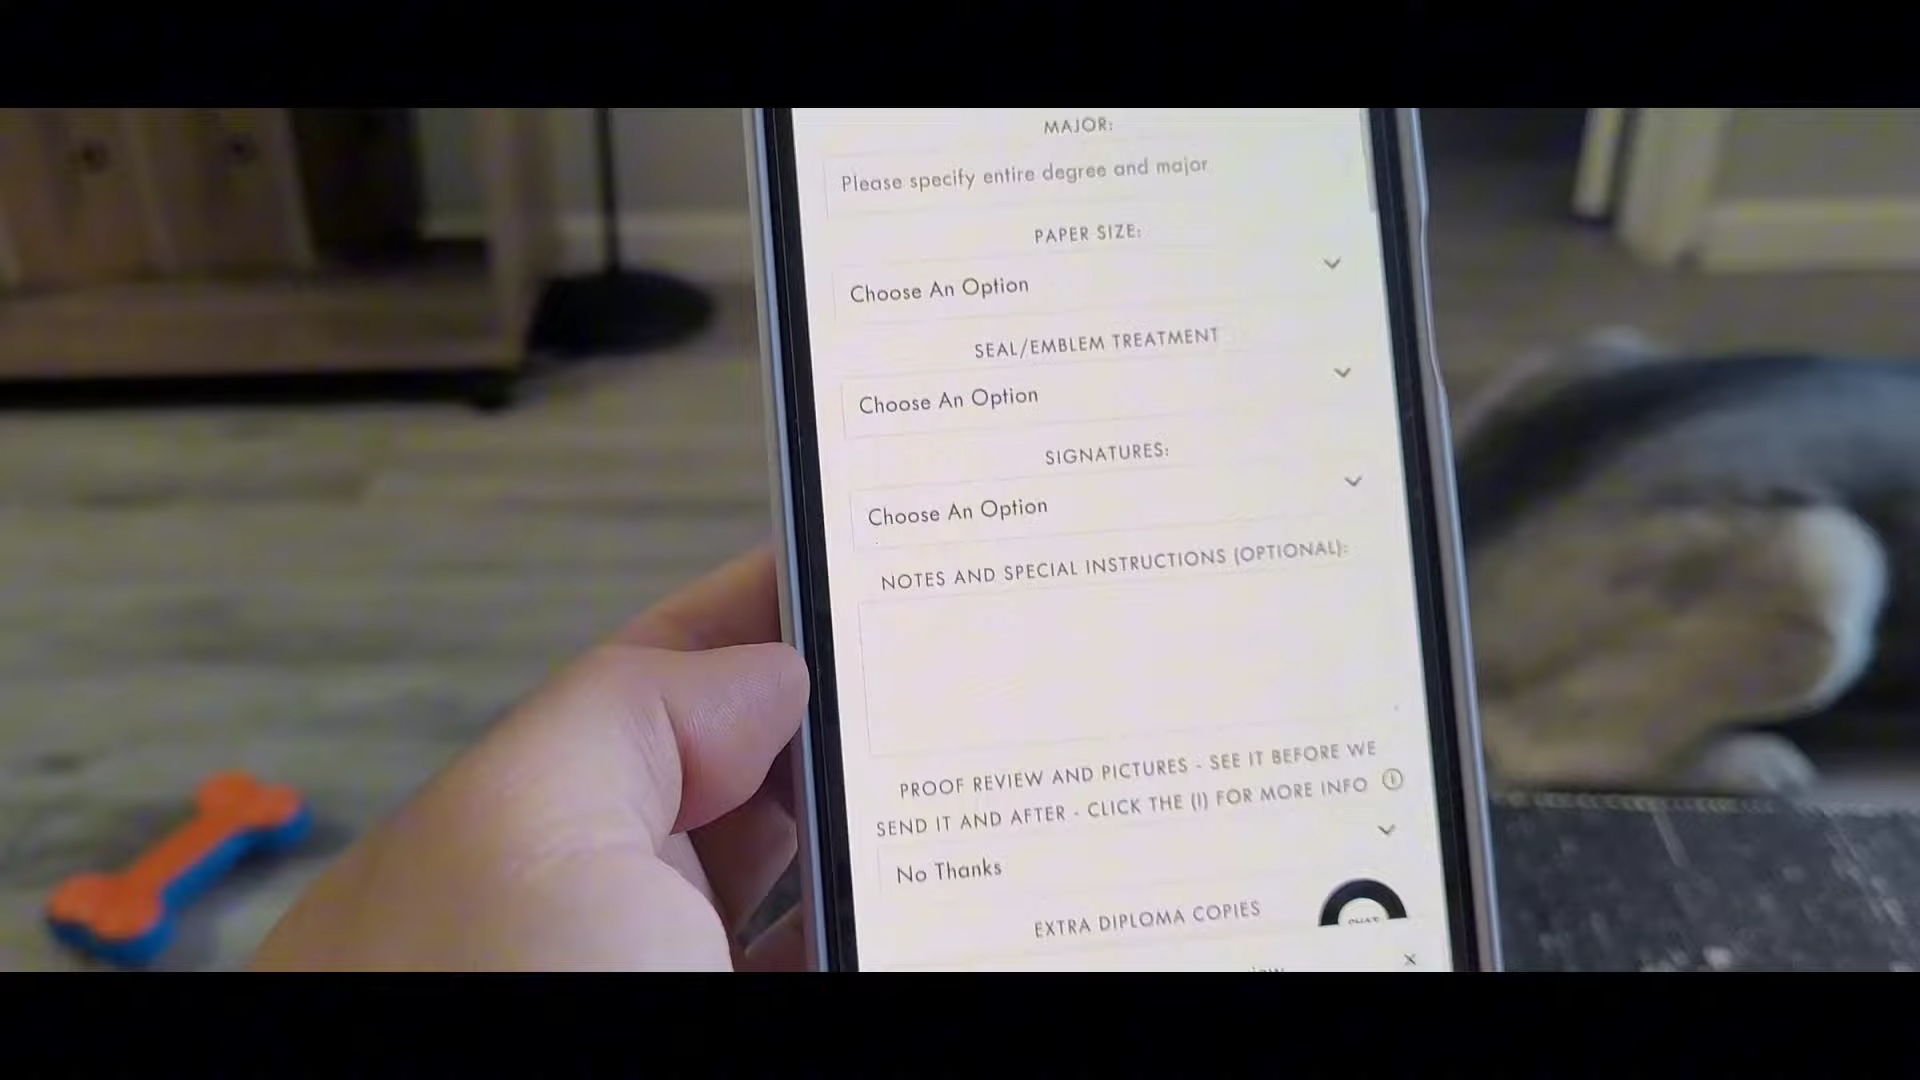 MAJOR:
Please specify entire degree and major
PAPER SIZE:
Choose An Option
SEAL/EMBLEM TREATMENT
Choose An Option
SIGNATURES:
Choose An Option
NOTES AND SPECIAL INSTRUCTIONS (OPTIONAL):
PROOF REVIEW AND PICTURES - SEE IT BEFORE WE
SEND IT AND AFTER - CLICK THE (I) FOR MORE INFO
No Thanks
EXTRA DIPLOMA COPIES